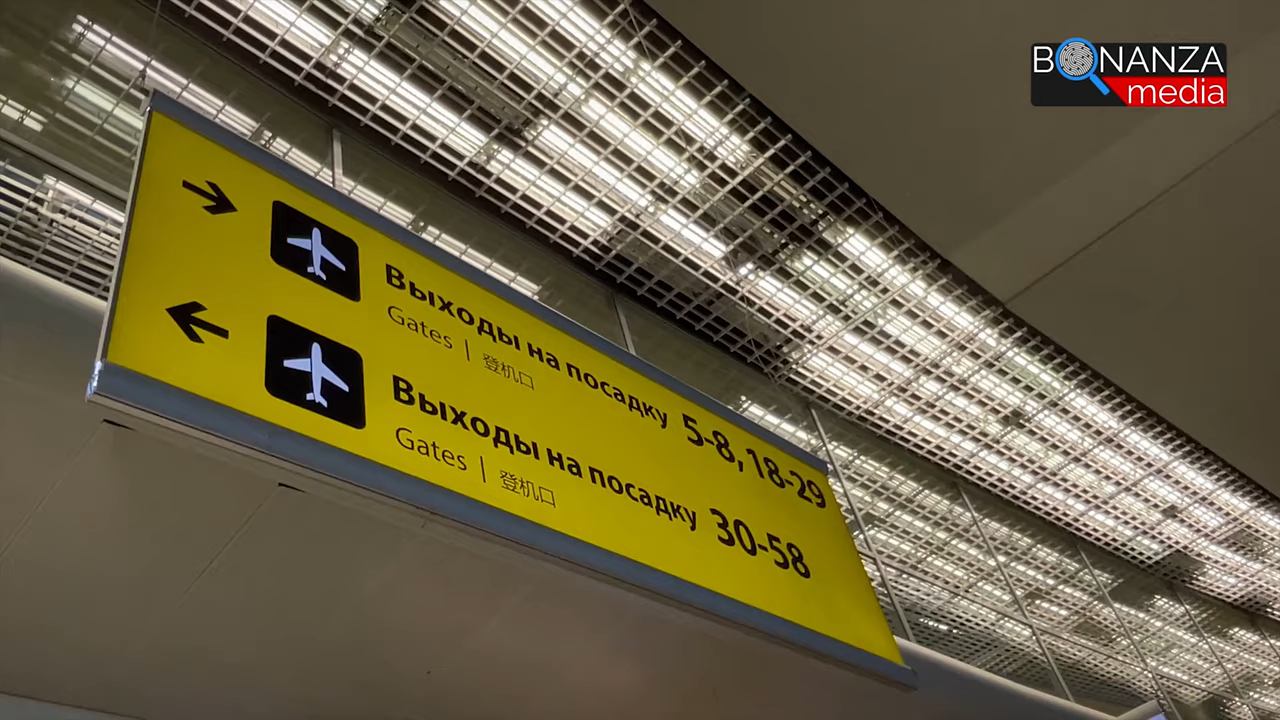 BONANZA
media
Выходы на посадку 5-8, 18-29
Gates | 登机口
Выходы на посадку 30-58
Gates | 登机口